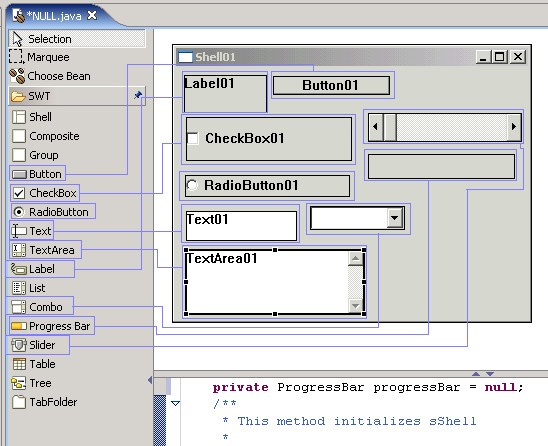 *NULL.java
Selection
Marquee
Choose Bean
SWT
Shell
Composite
Group
Button
CheckBox
RadioButton
Text
TextArea
Label
List
Combo
Progress Bar
Slider
Table
Tree
TabFolder
Shell01
Label01
Button01
CheckBox01
RadioButton01
Text01
TextArea01
private ProgressBar progressBar = null;
/**
* This method initializes sShell
*